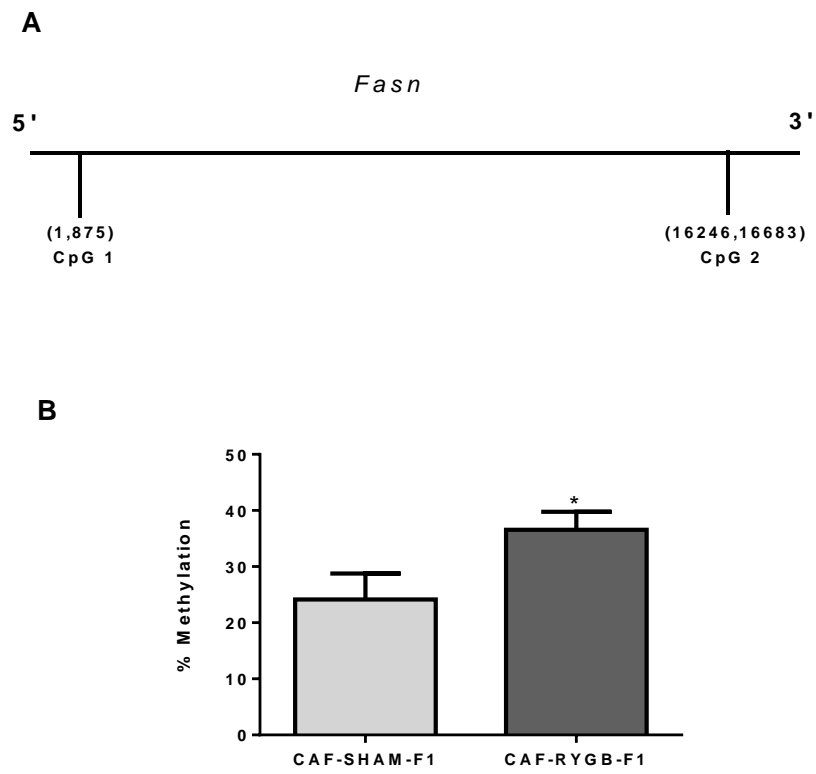 A
Fasn
5' 3'
(1,875) (16246,16683)
CpG 1 CpG 2
B
50
40
30
20
10
0
% Methylation
*
CAF-SHAM-F1 CAF-RYGB-F1